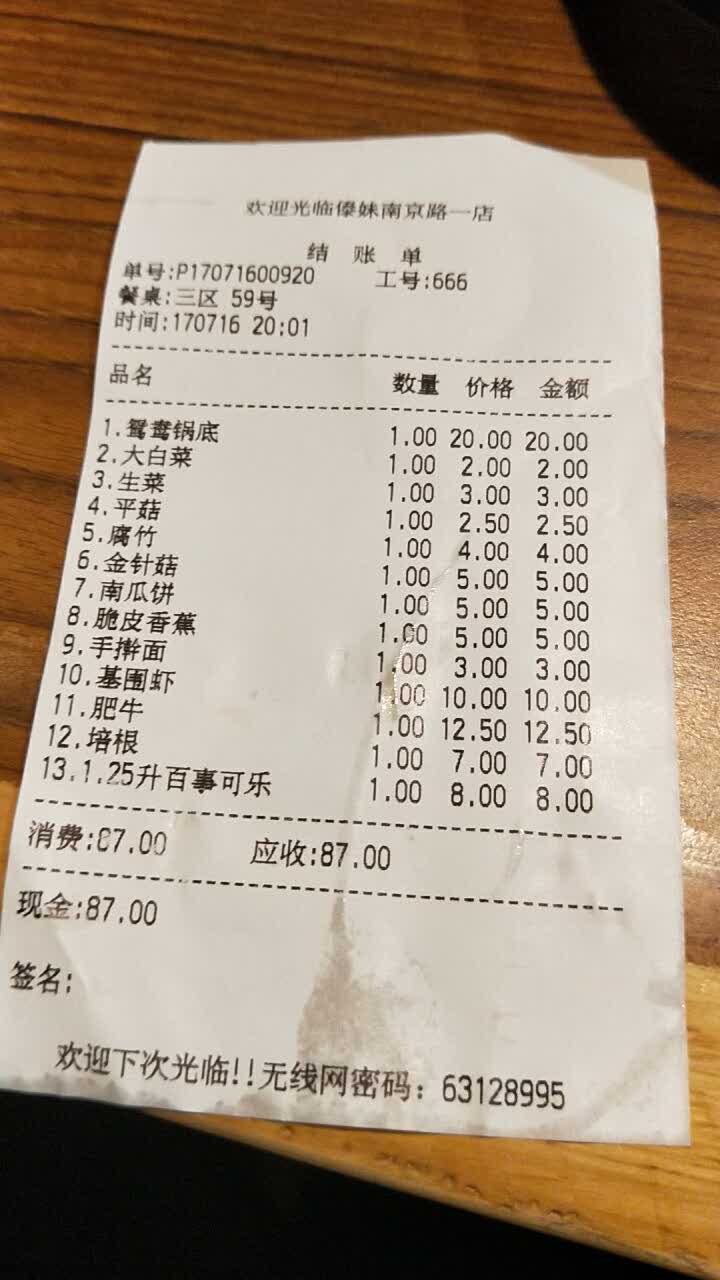 欢迎光临傣妹南京路一店
结 账 单
单号:P17071600920 工号:666
餐桌:三区 59号
时间:170716 20:01
品名 数量 价格 金额
1.鸳鸯锅底 1.00 20.00 20.00
2.大白菜 1.00 2.00 2.00
3.生菜 1.00 3.00 3.00
4.平菇 1.00 2.50 2.50
5.腐竹 1.00 4.00 4.00
6.金针菇 1.00 5.00 5.00
7.南瓜饼 1.00 5.00 5.00
8.脆皮香蕉 1.00 5.00 5.00
9.手擀面 1.00 3.00 3.00
10.基围虾 1.00 10.00 10.00
11.肥牛 1.00 12.50 12.50
12.培根 1.00 7.00 7.00
13.1.25升百事可乐 1.00 8.00 8.00
消费:87.00 应收:87.00
现金:87.00
签名:
欢迎下次光临!!无线网密码：63128995